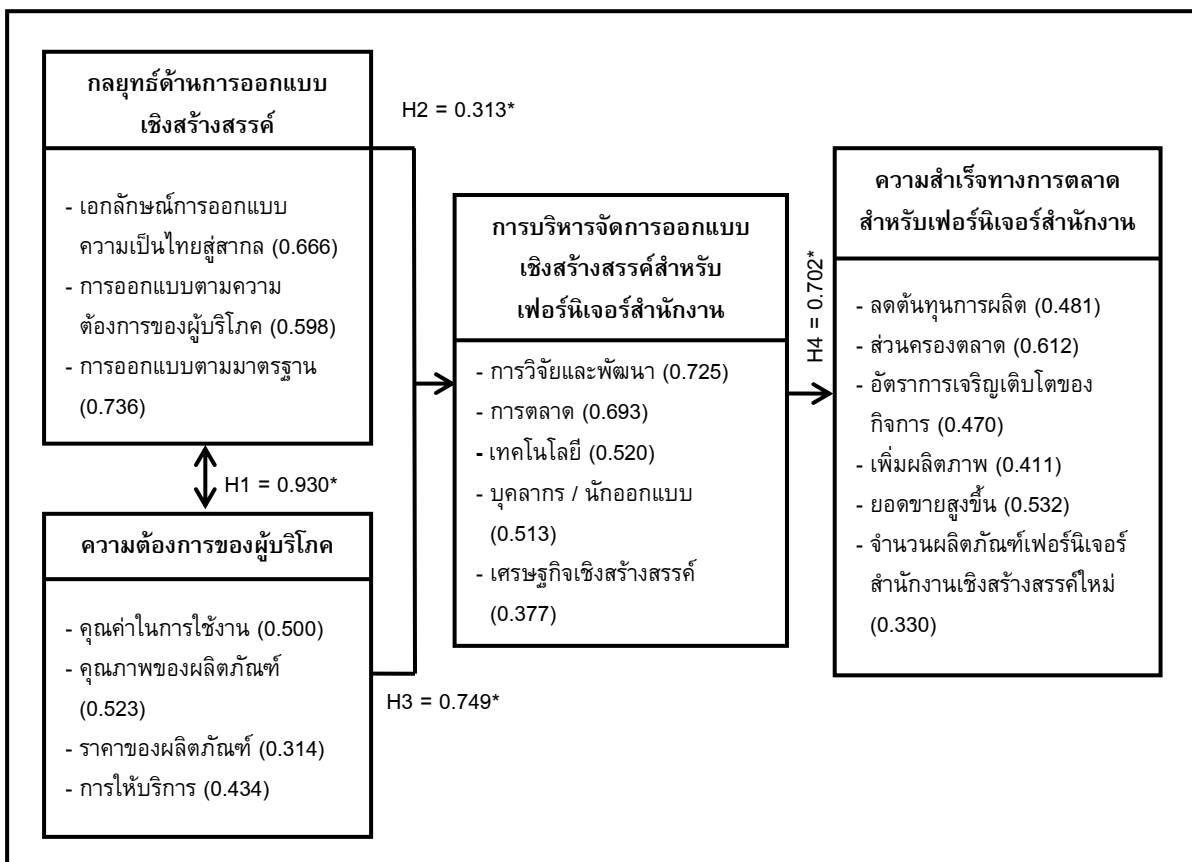 กลยุทธ์ด้านการออกแบบ
เชิงสร้างสรรค์
- เอกลักษณ์การออกแบบ
ความเป็นไทยสู่สากล (0.666)
- การออกแบบตามความ
ต้องการของผู้บริโภค (0.598)
- การออกแบบตามมาตรฐาน
(0.736)
H1 = 0.930*
ความต้องการของผู้บริโภค
- คุณค่าในการใช้งาน (0.500)
- คุณภาพของผลิตภัณฑ์
(0.523)
- ราคาของผลิตภัณฑ์ (0.314)
- การให้บริการ (0.434)
H2 = 0.313*
H3 = 0.749*
การบริหารจัดการออกแบบ
เชิงสร้างสรรค์สำหรับ
เฟอร์นิเจอร์สำนักงาน
- การวิจัยและพัฒนา (0.725)
- การตลาด (0.693)
- เทคโนโลยี (0.520)
- บุคลากร / นักออกแบบ
(0.513)
- เศรษฐกิจเชิงสร้างสรรค์
(0.377)
H4 = 0.702*
ความสำเร็จทางการตลาด
สำหรับเฟอร์นิเจอร์สำนักงาน
- ลดต้นทุนการผลิต (0.481)
- ส่วนครองตลาด (0.612)
- อัตราการเจริญเติบโตของ
กิจการ (0.470)
- เพิ่มผลิตภาพ (0.411)
- ยอดขายสูงขึ้น (0.532)
- จำนวนผลิตภัณฑ์เฟอร์นิเจอร์
สำนักงานเชิงสร้างสรรค์ใหม่
(0.330)